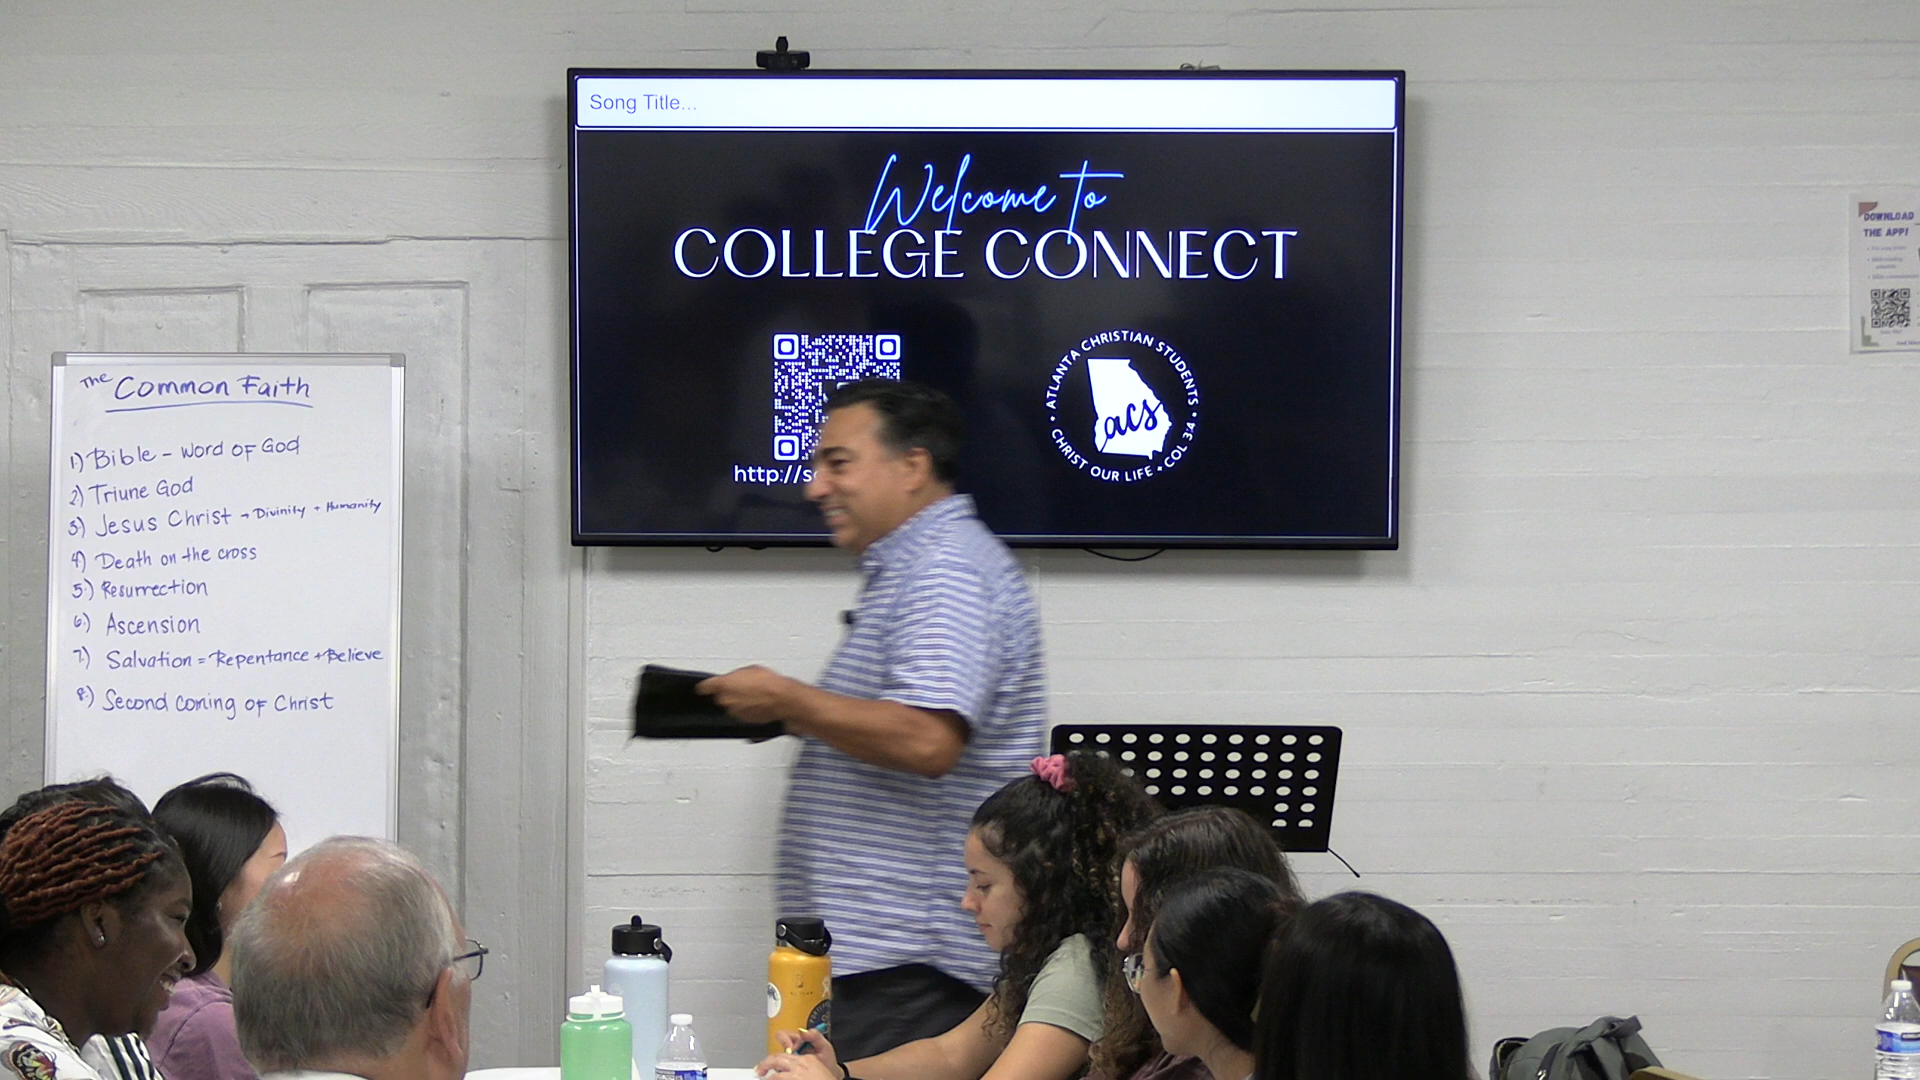 Song Title...
Welcome to
COLLEGE CONNECT
http://s
• ATLANTA CHRISTIAN STUDENTS •
CHRIST OUR LIFE • COL 3:4
acs
The Common Faith
1) Bible - Word of God
2) Triune God
3) Jesus Christ → Divinity + Humanity
4) Death on the cross
5.) Resurrection
6) Ascension
7) Salvation = Repentance + Believe
8.) Second Coming of Christ
DOWNLOAD
THE APP!